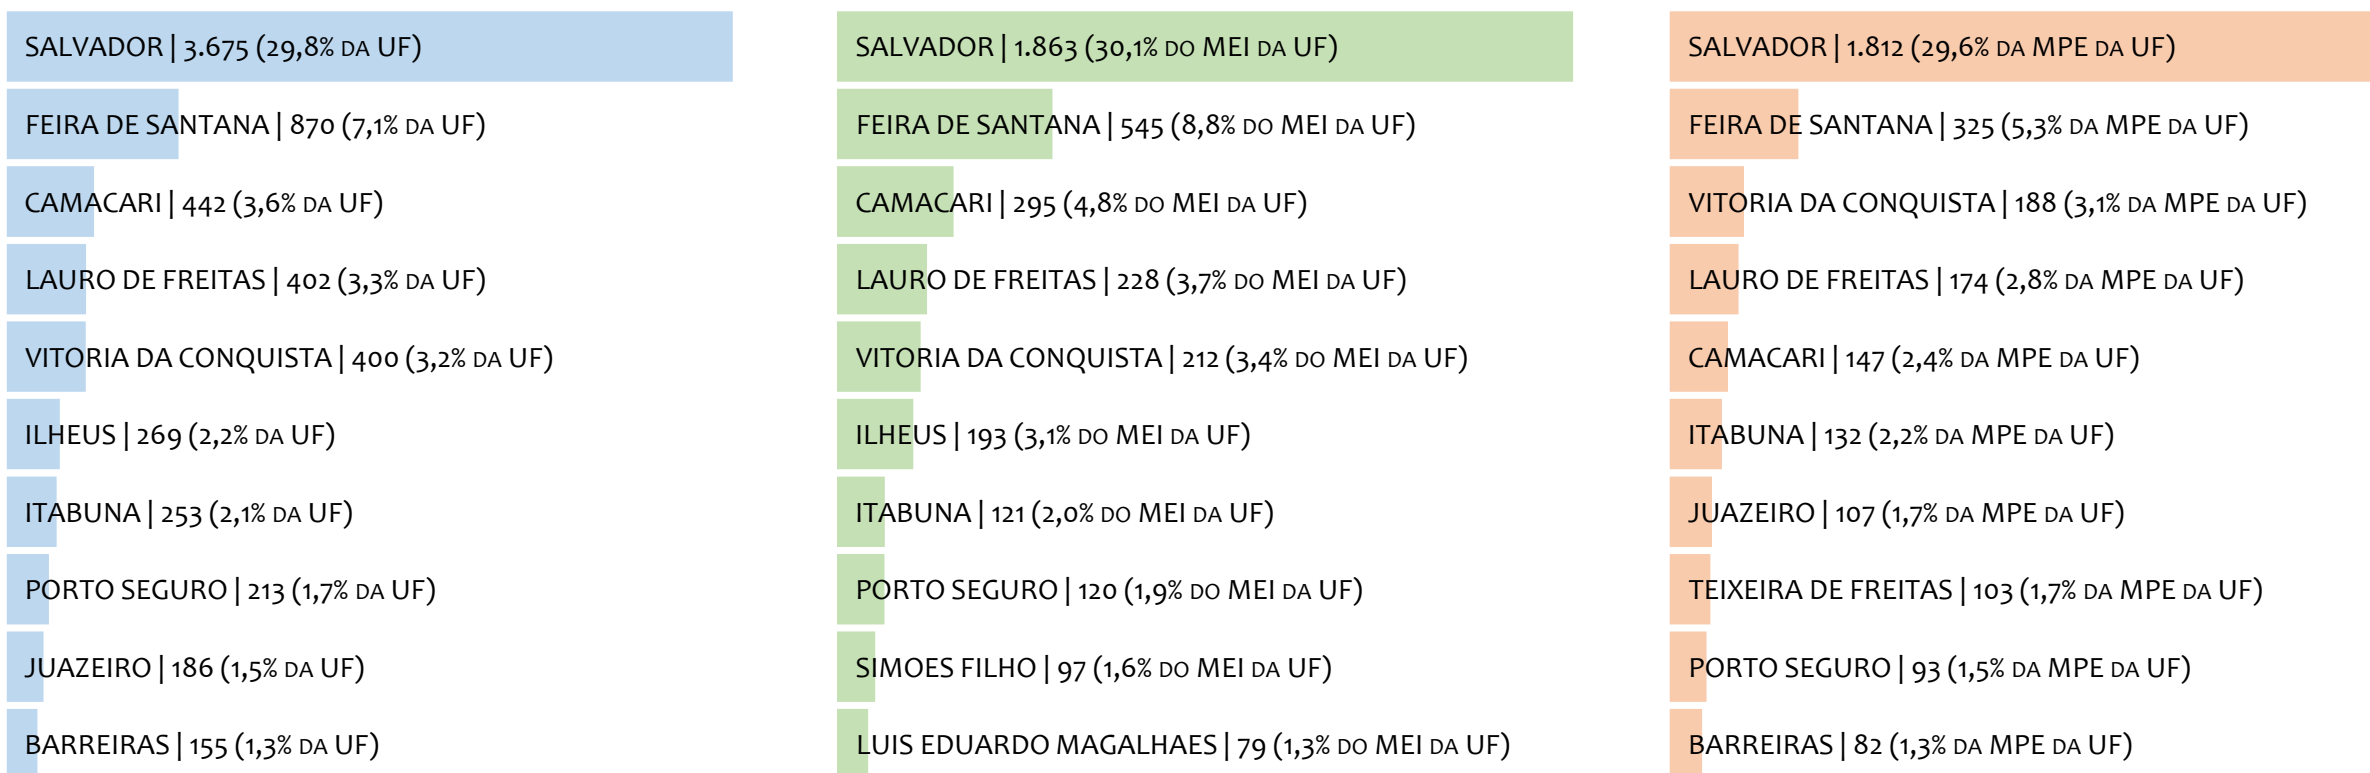 SALVADOR | 3.675 (29,8% DA UF)
FEIRA DE SANTANA | 870 (7,1% DA UF)
CAMACARI | 442 (3,6% DA UF)
LAURO DE FREITAS | 402 (3,3% DA UF)
VITORIA DA CONQUISTA | 400 (3,2% DA UF)
ILHEUS | 269 (2,2% DA UF)
ITABUNA | 253 (2,1% DA UF)
PORTO SEGURO | 213 (1,7% DA UF)
JUAZEIRO | 186 (1,5% DA UF)
BARREIRAS | 155 (1,3% DA UF)
SALVADOR | 1.863 (30,1% DO MEI DA UF)
FEIRA DE SANTANA | 545 (8,8% DO MEI DA UF)
CAMACARI | 295 (4,8% DO MEI DA UF)
LAURO DE FREITAS | 228 (3,7% DO MEI DA UF)
VITORIA DA CONQUISTA | 212 (3,4% DO MEI DA UF)
ILHEUS | 193 (3,1% DO MEI DA UF)
ITABUNA | 121 (2,0% DO MEI DA UF)
PORTO SEGURO | 120 (1,9% DO MEI DA UF)
SIMOES FILHO | 97 (1,6% DO MEI DA UF)
LUIS EDUARDO MAGALHAES | 79 (1,3% DO MEI DA UF)
SALVADOR | 1.812 (29,6% DA MPE DA UF)
FEIRA DE SANTANA | 325 (5,3% DA MPE DA UF)
VITORIA DA CONQUISTA | 188 (3,1% DA MPE DA UF)
LAURO DE FREITAS | 174 (2,8% DA MPE DA UF)
CAMACARI | 147 (2,4% DA MPE DA UF)
ITABUNA | 132 (2,2% DA MPE DA UF)
JUAZEIRO | 107 (1,7% DA MPE DA UF)
TEIXEIRA DE FREITAS | 103 (1,7% DA MPE DA UF)
PORTO SEGURO | 93 (1,5% DA MPE DA UF)
BARREIRAS | 82 (1,3% DA MPE DA UF)